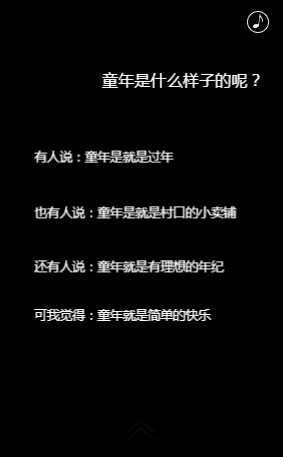 童年是什么样子的呢？
有人说：童年是就是过年
也有人说：童年是就是村口的小卖铺
还有人说：童年就是有理想的年纪
可我觉得：童年就是简单的快乐